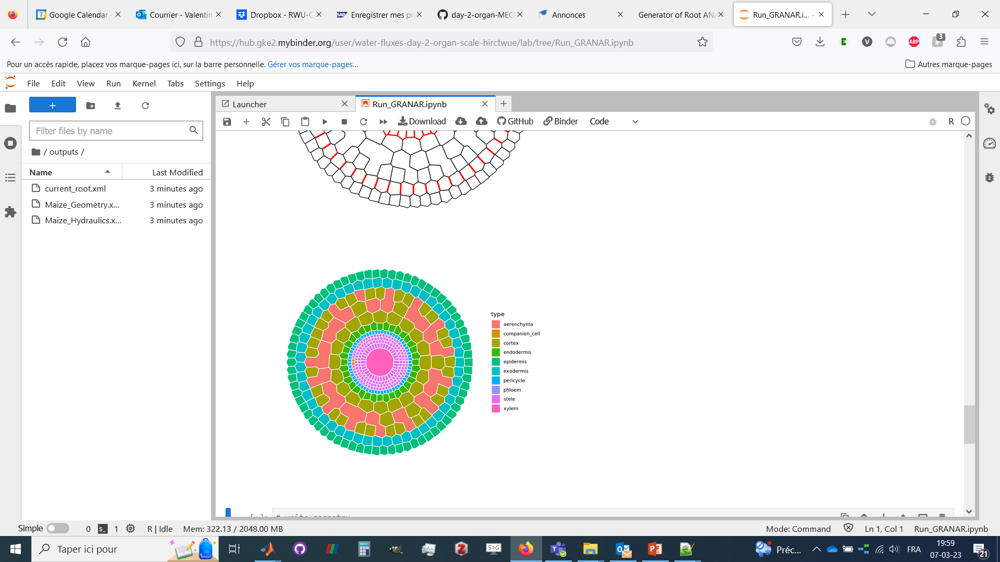 Google Calendar -
Courrier - Valentin
Dropbox - RWU-C
Enregistrer mes pr
day-2-organ-MEC
Annonces
Generator of Root ANA
Run_GRANAR.i... -
https://hub.gke2.mybinder.org/user/water-fluxes-day-2-organ-scale-hirctwue/lab/tree/Run_GRANAR.ipynb
ABP
3
Pour un accès rapide, placez vos marque-pages ici, sur la barre personnelle. Gérer vos marque-pages...
Autres marque-pages
File Edit View Run Kernel Tabs Settings Help
Launcher
Run_GRANAR.ipynb
Download
GitHub
Binder
Code
R
Filter files by name
/ outputs /
Name Last Modified
current_root.xml 3 minutes ago
Maize_Geometry.x... 3 minutes ago
Maize_Hydraulics.x... 3 minutes ago
type
aerenchyma
companion_cell
cortex
endodermis
epidermis
exodermis
pericycle
phloem
stele
xylem
[ ]: # write geometry
Simple 0 1 R | Idle Mem: 322.13 / 2048.00 MB
Mode: Command Ln 1, Col 1 Run_GRANAR.ipynb
Taper ici pour
Préc...
FRA
19:59
07-03-23
21